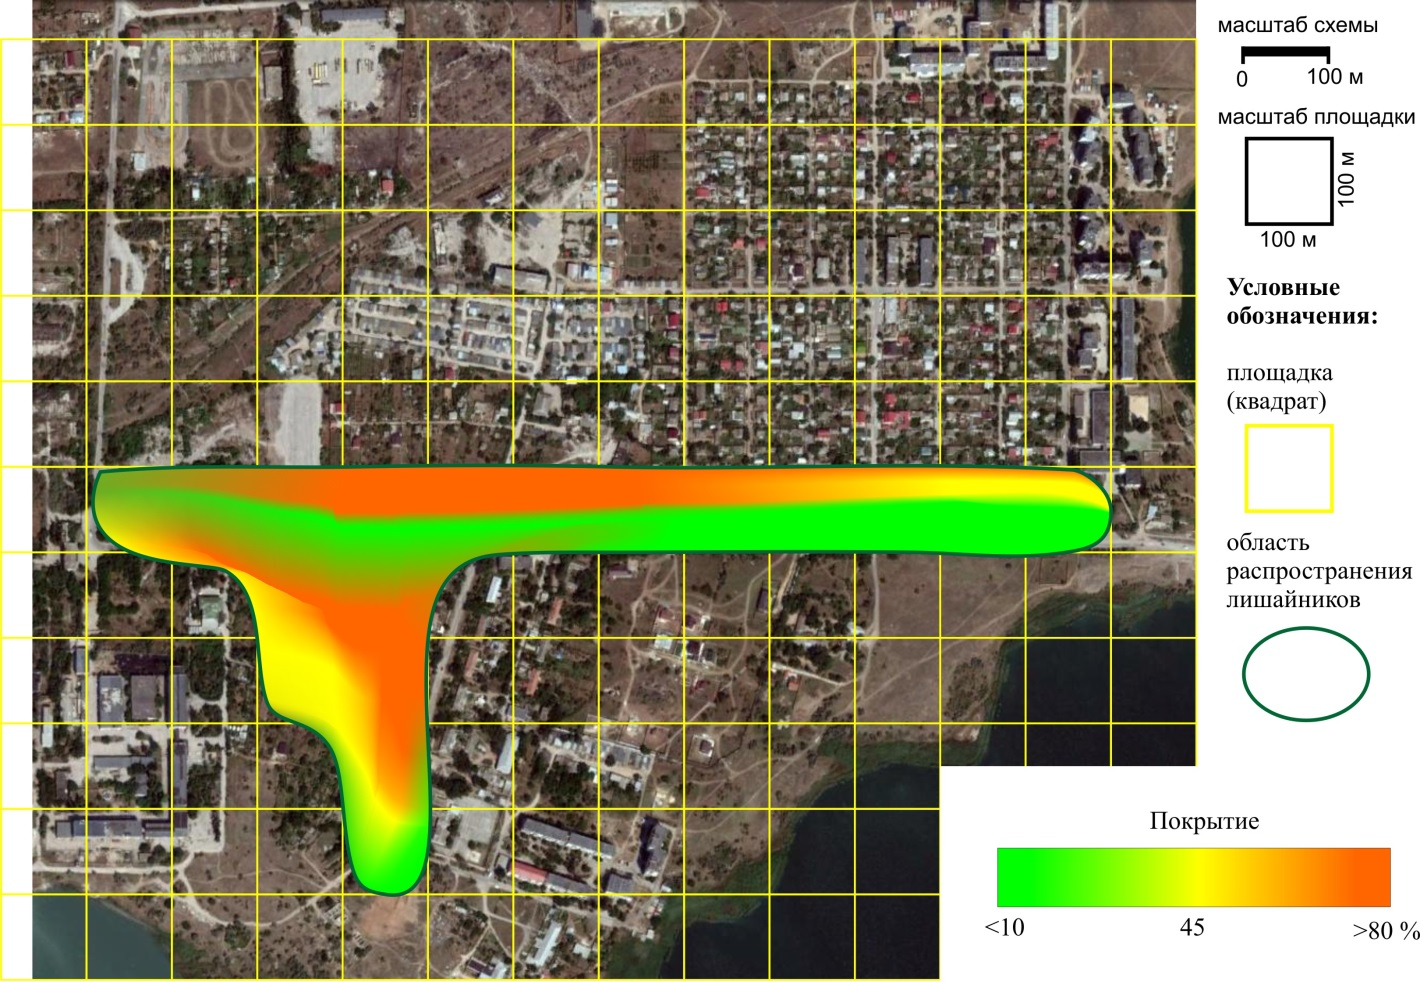 масштаб схемы
0 100 м
масштаб площадки
100 м
100 м
Условные
обозначения:
площадка
(квадрат)
область
распространения
лишайников
Покрытие
<10 45 >80 %